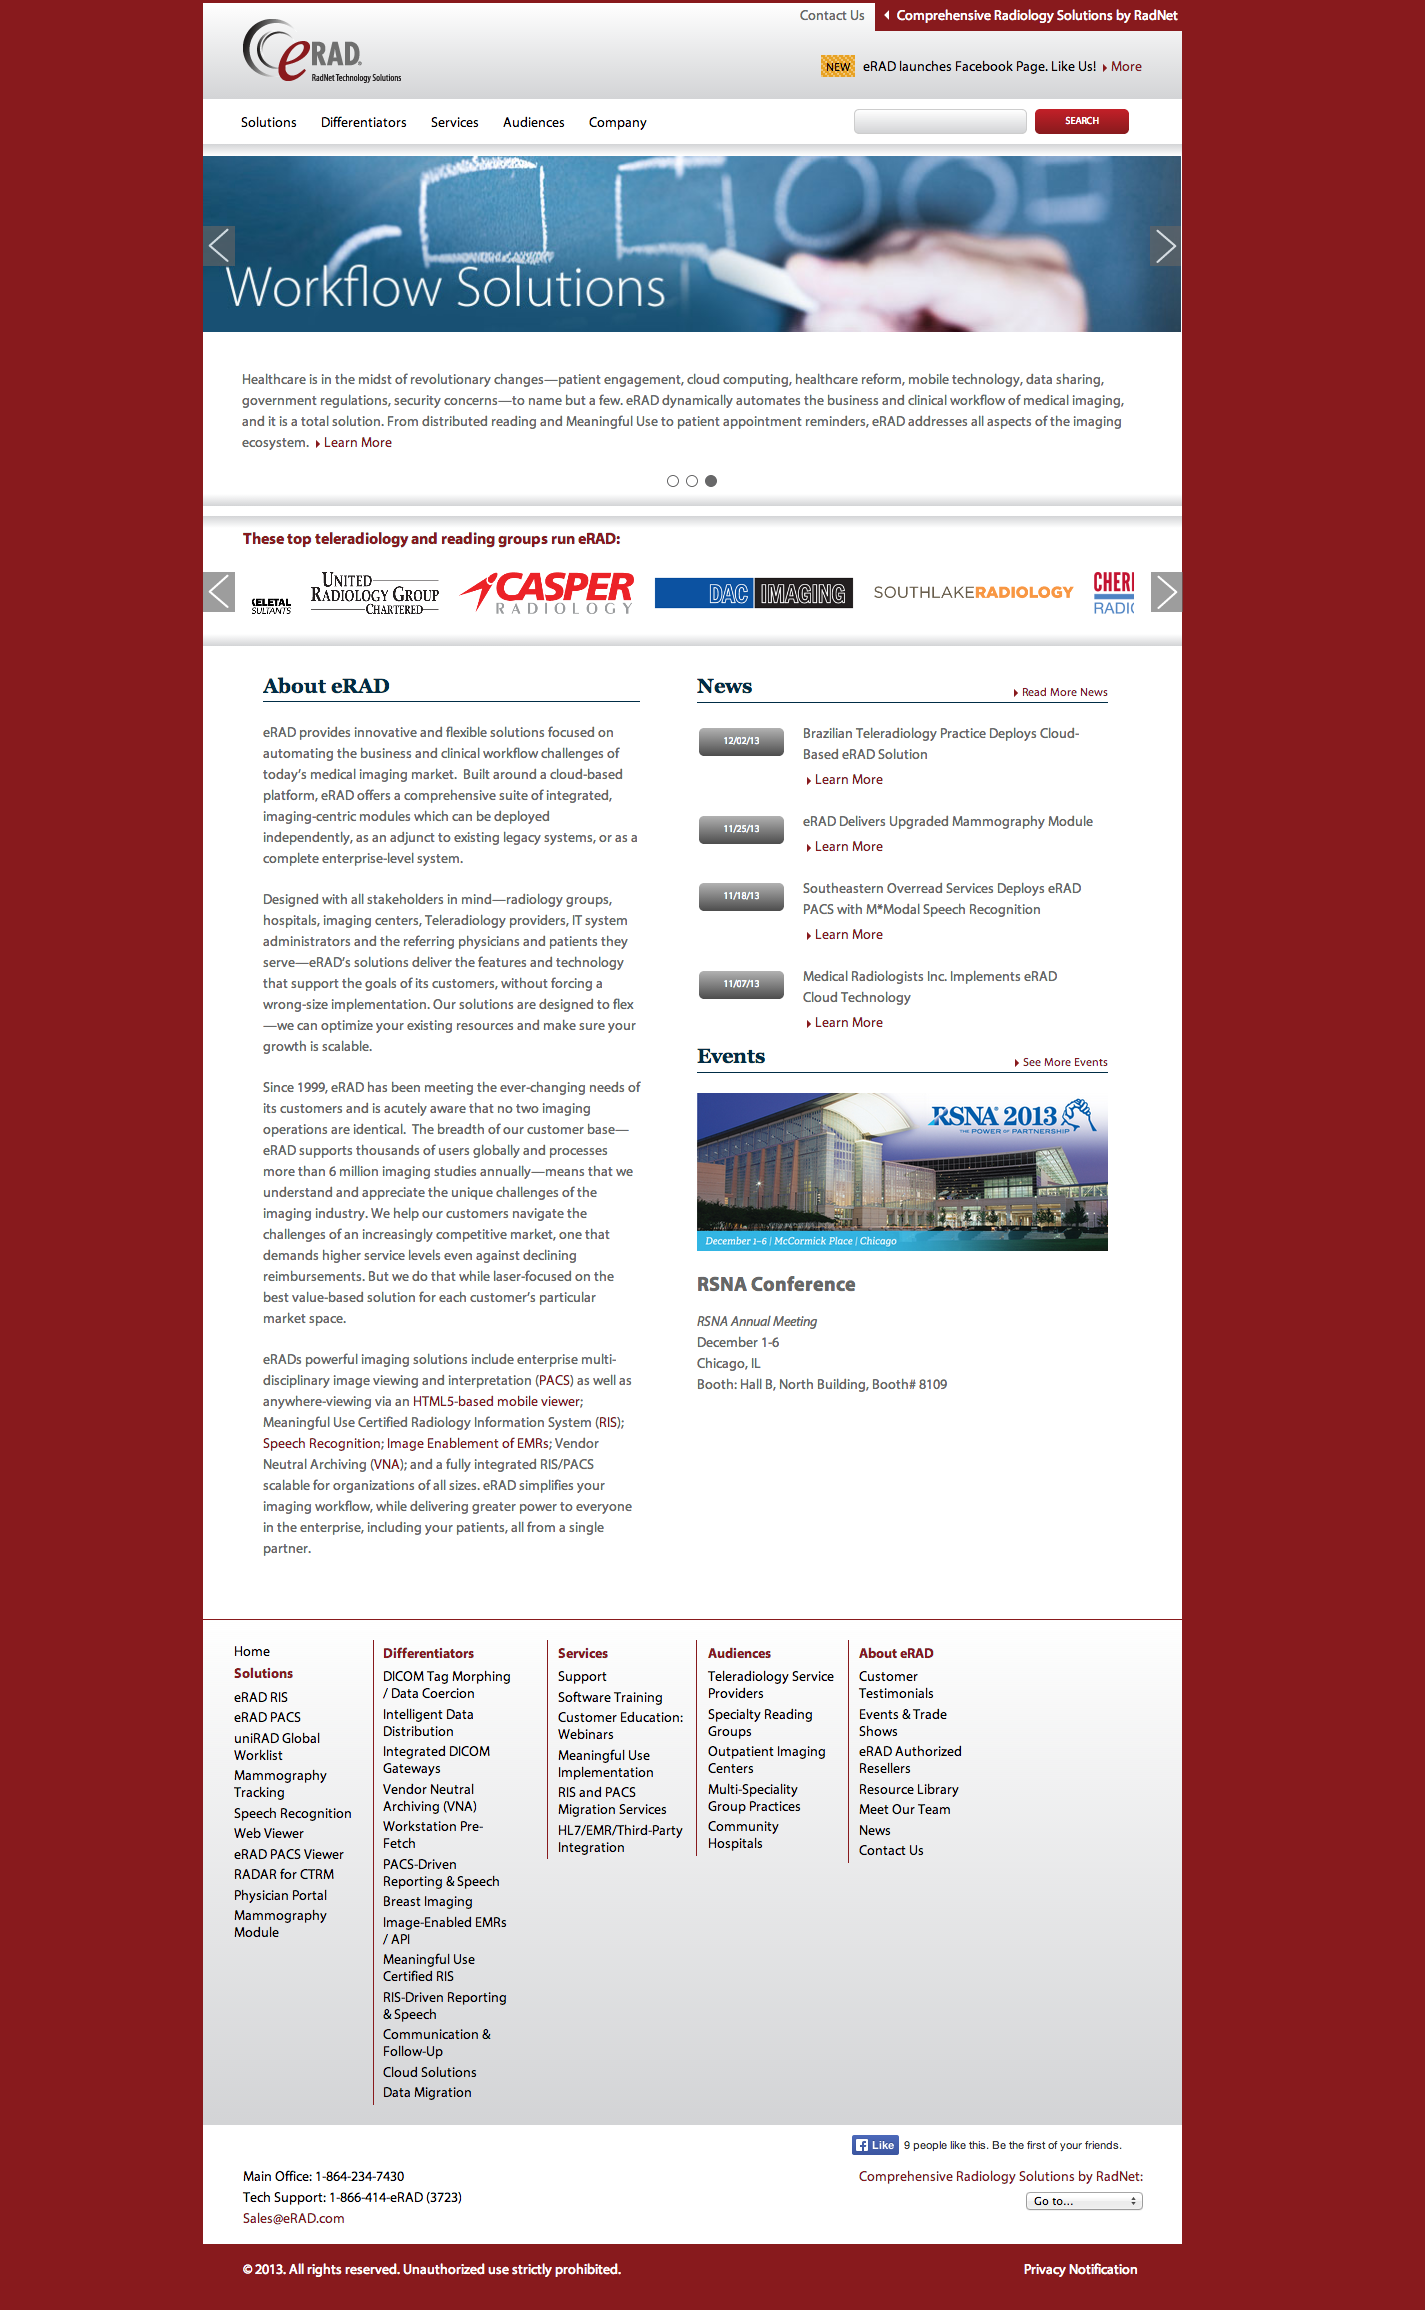 Contact Us
Comprehensive Radiology Solutions by RadNet
eRAD
RadNet Technology Solutions
NEW eRAD launches Facebook Page. Like Us! More
Solutions Differentiators Services Audiences Company
SEARCH
Workflow Solutions
Healthcare is in the midst of revolutionary changes—patient engagement, cloud computing, healthcare reform, mobile technology, data sharing,
government regulations, security concerns—to name but a few. eRAD dynamically automates the business and clinical workflow of medical imaging,
and it is a total solution. From distributed reading and Meaningful Use to patient appointment reminders, eRAD addresses all aspects of the imaging
ecosystem. Learn More
These top teleradiology and reading groups run eRAD:
KELETAL
SULTANTS
UNITED
RADIOLOGY GROUP
CHARTERED
CASPER
RADIOLOGY
DAC IMAGING
SOUTHLAKERADIOLOGY
CHERI
RADIO
About eRAD
eRAD provides innovative and flexible solutions focused on
automating the business and clinical workflow challenges of
today's medical imaging market. Built around a cloud-based
platform, eRAD offers a comprehensive suite of integrated,
imaging-centric modules which can be deployed
independently, as an adjunct to existing legacy systems, or as a
complete enterprise-level system.
Designed with all stakeholders in mind—radiology groups,
hospitals, imaging centers, Teleradiology providers, IT system
administrators and the referring physicians and patients they
serve—eRAD's solutions deliver the features and technology
that support the goals of its customers, without forcing a
wrong-size implementation. Our solutions are designed to flex
—we can optimize your existing resources and make sure your
growth is scalable.
Since 1999, eRAD has been meeting the ever-changing needs of
its customers and is acutely aware that no two imaging
operations are identical. The breadth of our customer base—
eRAD supports thousands of users globally and processes
more than 6 million imaging studies annually—means that we
understand and appreciate the unique challenges of the
imaging industry. We help our customers navigate the
challenges of an increasingly competitive market, one that
demands higher service levels even against declining
reimbursements. But we do that while laser-focused on the
best value-based solution for each customer's particular
market space.
eRADs powerful imaging solutions include enterprise multi-
disciplinary image viewing and interpretation (PACS) as well as
anywhere-viewing via an HTML5-based mobile viewer;
Meaningful Use Certified Radiology Information System (RIS);
Speech Recognition; Image Enablement of EMRs; Vendor
Neutral Archiving (VNA); and a fully integrated RIS/PACS
scalable for organizations of all sizes. eRAD simplifies your
imaging workflow, while delivering greater power to everyone
in the enterprise, including your patients, all from a single
partner.
News
Read More News
12/02/13
Brazilian Teleradiology Practice Deploys Cloud-
Based eRAD Solution
Learn More
11/25/13
eRAD Delivers Upgraded Mammography Module
Learn More
11/18/13
Southeastern Overread Services Deploys eRAD
PACS with M*Modal Speech Recognition
Learn More
11/07/13
Medical Radiologists Inc. Implements eRAD
Cloud Technology
Learn More
Events
See More Events
RSNA 2013
THE POWER OF PARTNERSHIP
December 1–6 | McCormick Place | Chicago
RSNA Conference
RSNA Annual Meeting
December 1-6
Chicago, IL
Booth: Hall B, North Building, Booth# 8109
Home
Solutions
eRAD RIS
eRAD PACS
uniRAD Global
Worklist
Mammography
Tracking
Speech Recognition
Web Viewer
eRAD PACS Viewer
RADAR for CTRM
Physician Portal
Mammography
Module
Differentiators
DICOM Tag Morphing
/ Data Coercion
Intelligent Data
Distribution
Integrated DICOM
Gateways
Vendor Neutral
Archiving (VNA)
Workstation Pre-
Fetch
PACS-Driven
Reporting & Speech
Breast Imaging
Image-Enabled EMRs
/ API
Meaningful Use
Certified RIS
RIS-Driven Reporting
& Speech
Communication &
Follow-Up
Cloud Solutions
Data Migration
Services
Support
Software Training
Customer Education:
Webinars
Meaningful Use
Implementation
RIS and PACS
Migration Services
HL7/EMR/Third-Party
Integration
Audiences
Teleradiology Service
Providers
Specialty Reading
Groups
Outpatient Imaging
Centers
Multi-Speciality
Group Practices
Community
Hospitals
About eRAD
Customer
Testimonials
Events & Trade
Shows
eRAD Authorized
Resellers
Resource Library
Meet Our Team
News
Contact Us
Like 9 people like this. Be the first of your friends.
Main Office: 1-864-234-7430
Tech Support: 1-866-414-eRAD (3723)
Sales@eRAD.com
Comprehensive Radiology Solutions by RadNet:
Go to...
© 2013. All rights reserved. Unauthorized use strictly prohibited.
Privacy Notification